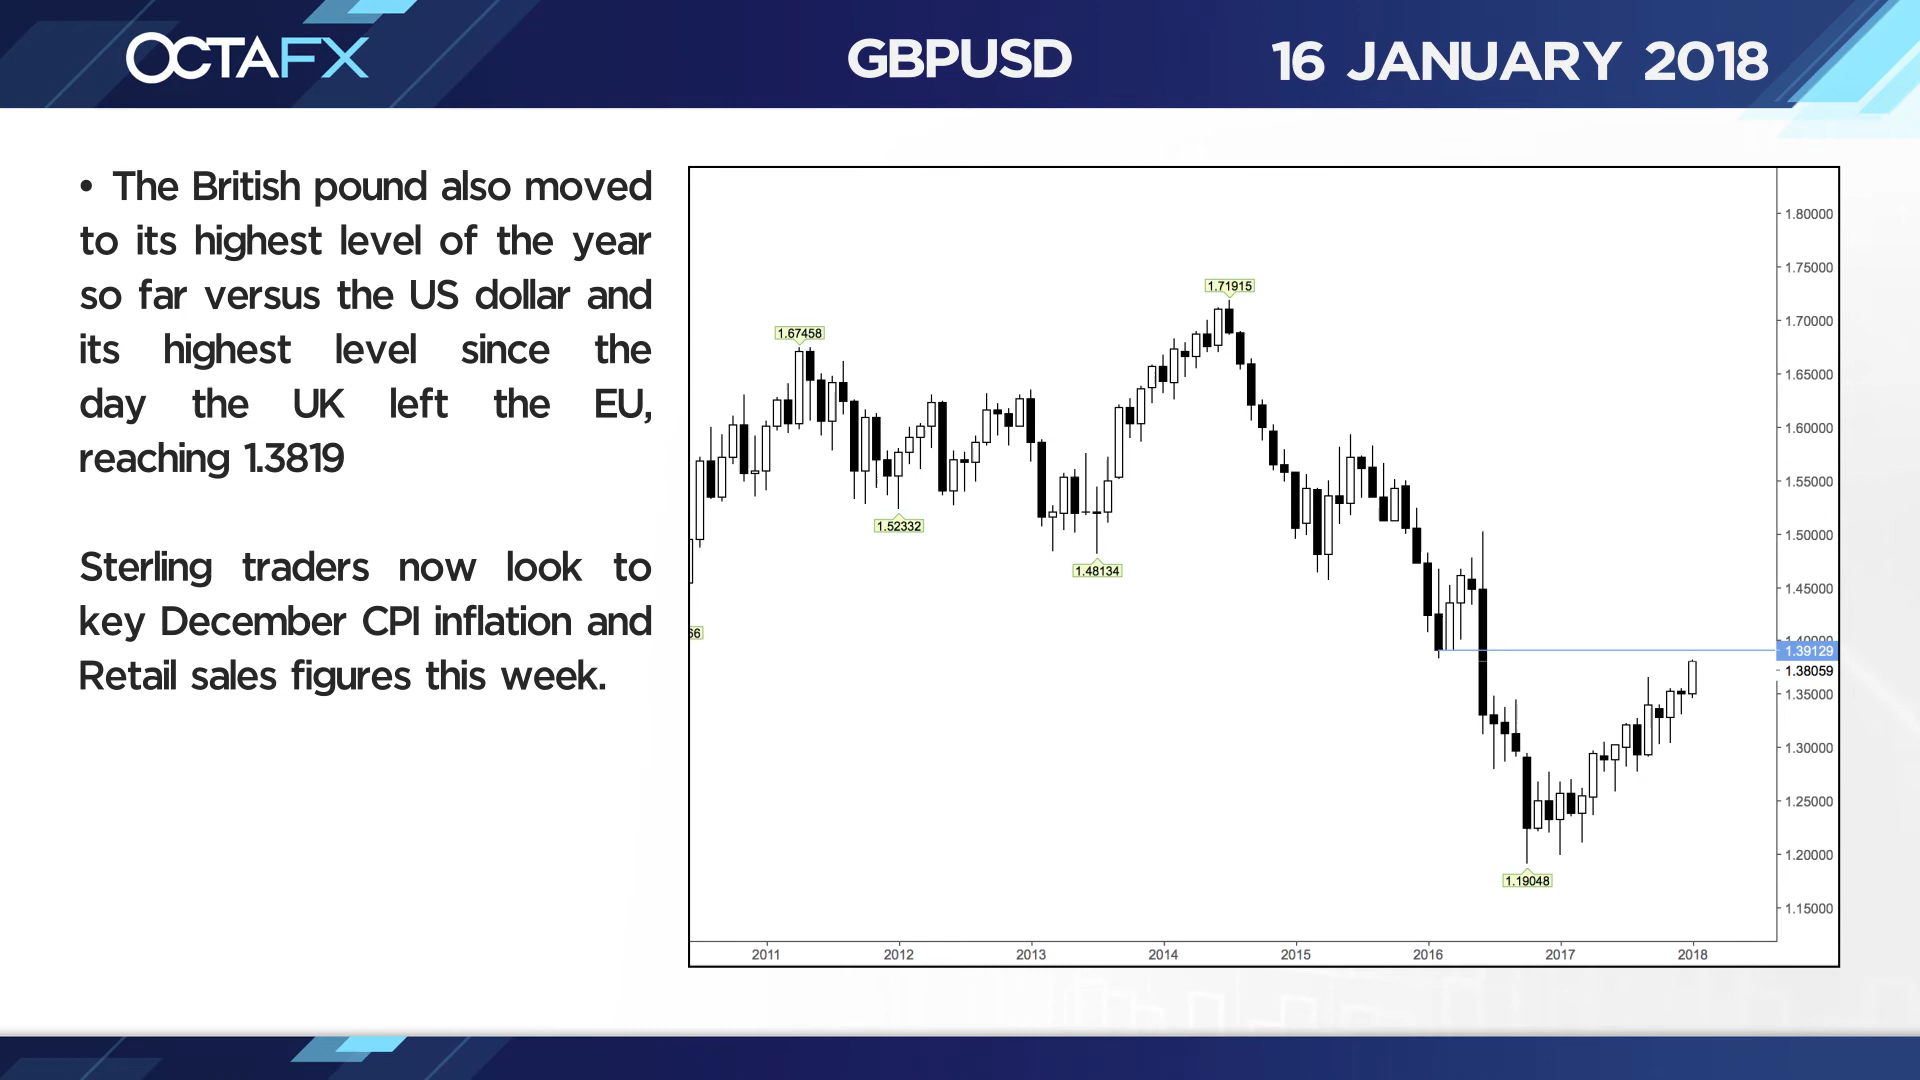 OCTAFX
GBPUSD
16 JANUARY 2018
• The British pound also moved
to its highest level of the year
so far versus the US dollar and
its highest level since the
day the UK left the EU,
reaching 1.3819
Sterling traders now look to
key December CPI inflation and
Retail sales figures this week.
1.67458
1.52332
1.48134
1.71915
1.19048
66
1.80000
1.75000
1.70000
1.65000
1.60000
1.55000
1.50000
1.45000
1.40000
1.39129
1.38059
1.35000
1.30000
1.25000
1.20000
1.15000
2011
2012
2013
2014
2015
2016
2017
2018